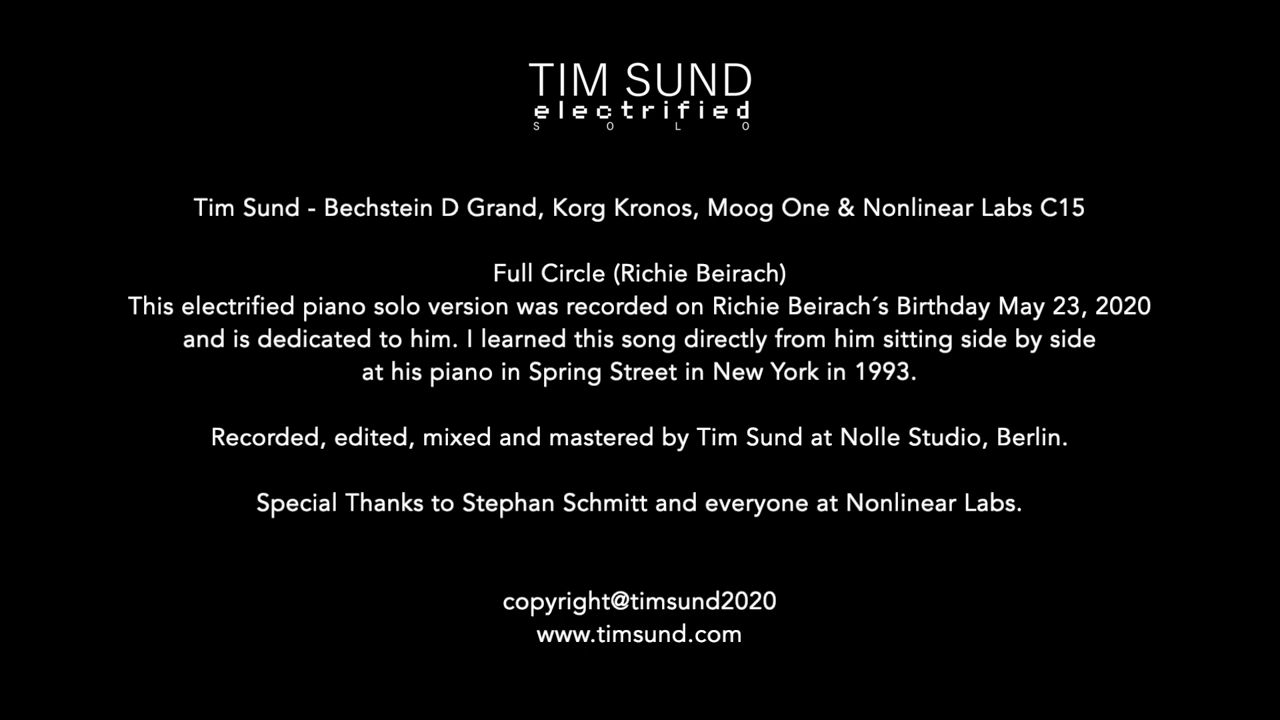 TIM SUND
electrified
SOLO
Tim Sund - Bechstein D Grand, Korg Kronos, Moog One & Nonlinear Labs C15
Full Circle (Richie Beirach)
This electrified piano solo version was recorded on Richie Beirach´s Birthday May 23, 2020
and is dedicated to him. I learned this song directly from him sitting side by side
at his piano in Spring Street in New York in 1993.
Recorded, edited, mixed and mastered by Tim Sund at Nolle Studio, Berlin.
Special Thanks to Stephan Schmitt and everyone at Nonlinear Labs.
copyright@timsund2020
www.timsund.com